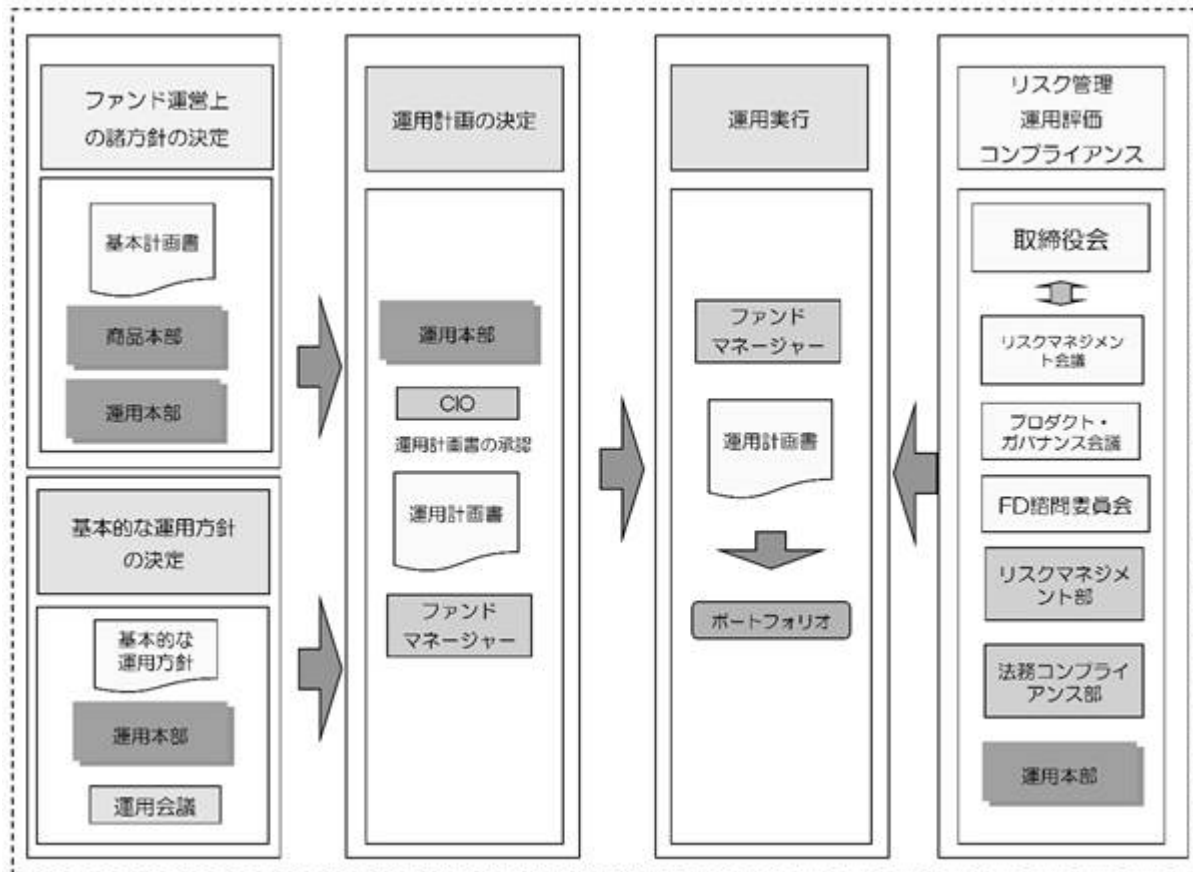 ファンド運営上
の諸方針の決定
基本計画書
商品本部
運用本部
基本的な運用方針
の決定
基本的な
運用方針
運用本部
運用会議
運用計画の決定
運用本部
CIO
運用計画書の承認
運用計画書
ファンド
マネージャー
運用実行
ファンド
マネージャー
運用計画書
ポートフォリオ
リスク管理
運用評価
コンプライアンス
取締役会
リスクマネジメン
ト会議
プロダクト・
ガバナンス会議
FD諮問委員会
リスクマネジメ
ント部
法務コンプライ
アンス部
運用本部